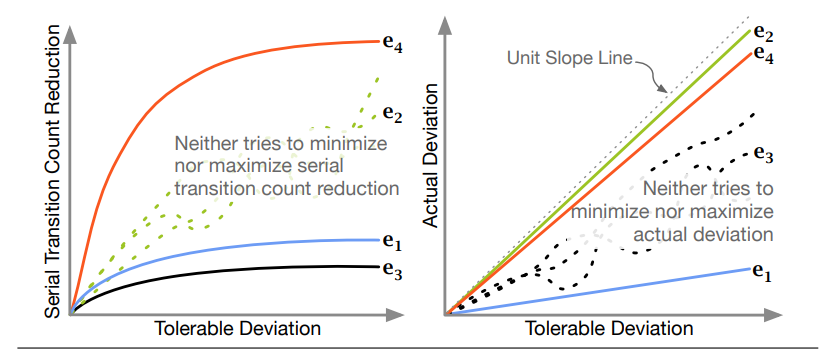 Serial Transition Count Reduction
e4
e2
Neither tries to minimize
nor maximize serial
transition count reduction
e1
e3
Tolerable Deviation
Actual Deviation
Unit Slope Line
e2
e4
e3
Neither tries to
minimize nor maximize
actual deviation
e1
Tolerable Deviation